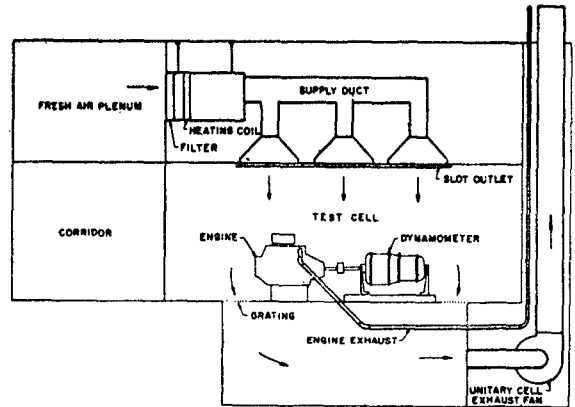 SUPPLY DUCT
FRESH AIR PLENUM
HEATING COIL
FILTER
SLOT OUTLET
TEST CELL
CORRIDOR
ENGINE
DYNAMOMETER
GRATING
ENGINE EXHAUST
UNITARY CELL
EXHAUST FAN